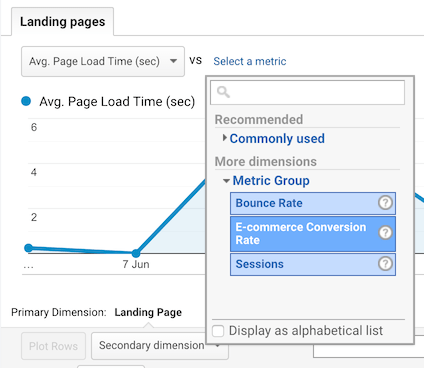 Landing pages
Avg. Page Load Time (sec) VS Select a metric
Avg. Page Load Time (sec)
6
4
2
...
7 Jun
Recommended
Commonly used
More dimensions
Metric Group
Bounce Rate ?
E-commerce Conversion
Rate ?
Sessions ?
Display as alphabetical list
Primary Dimension: Landing Page
Plot Rows Secondary dimension